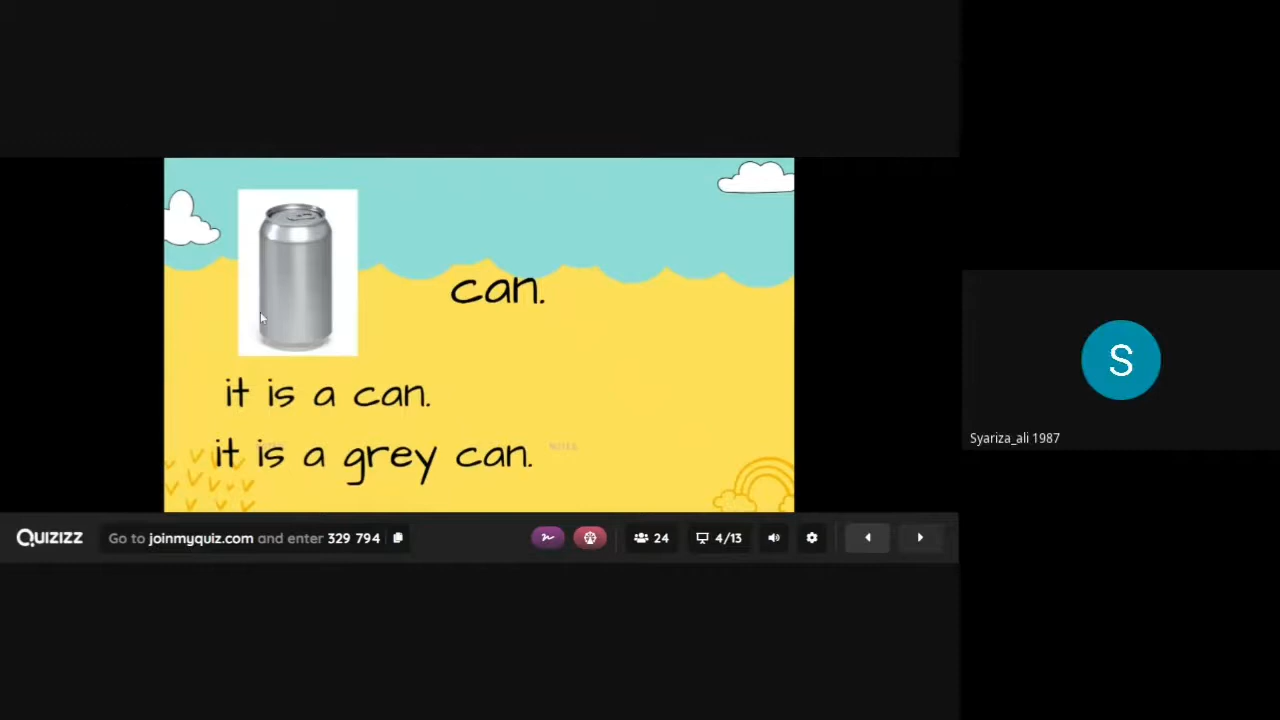 can.
it is a can.
it is a grey can.
QUIZIZZ Go to joinmyquiz.com and enter 329 794 24 4/13
S
Syariza_ali 1987